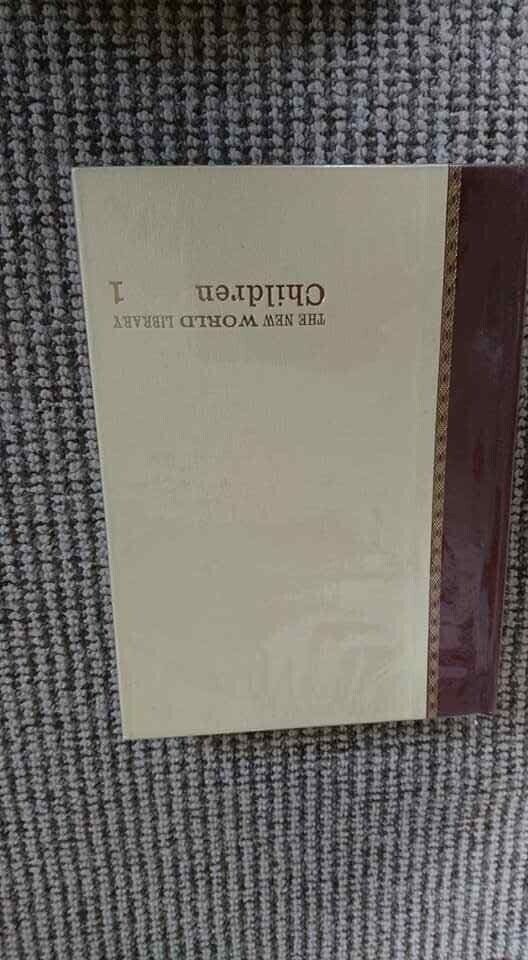 THE NEW WORLD LIBRARY
Children 1